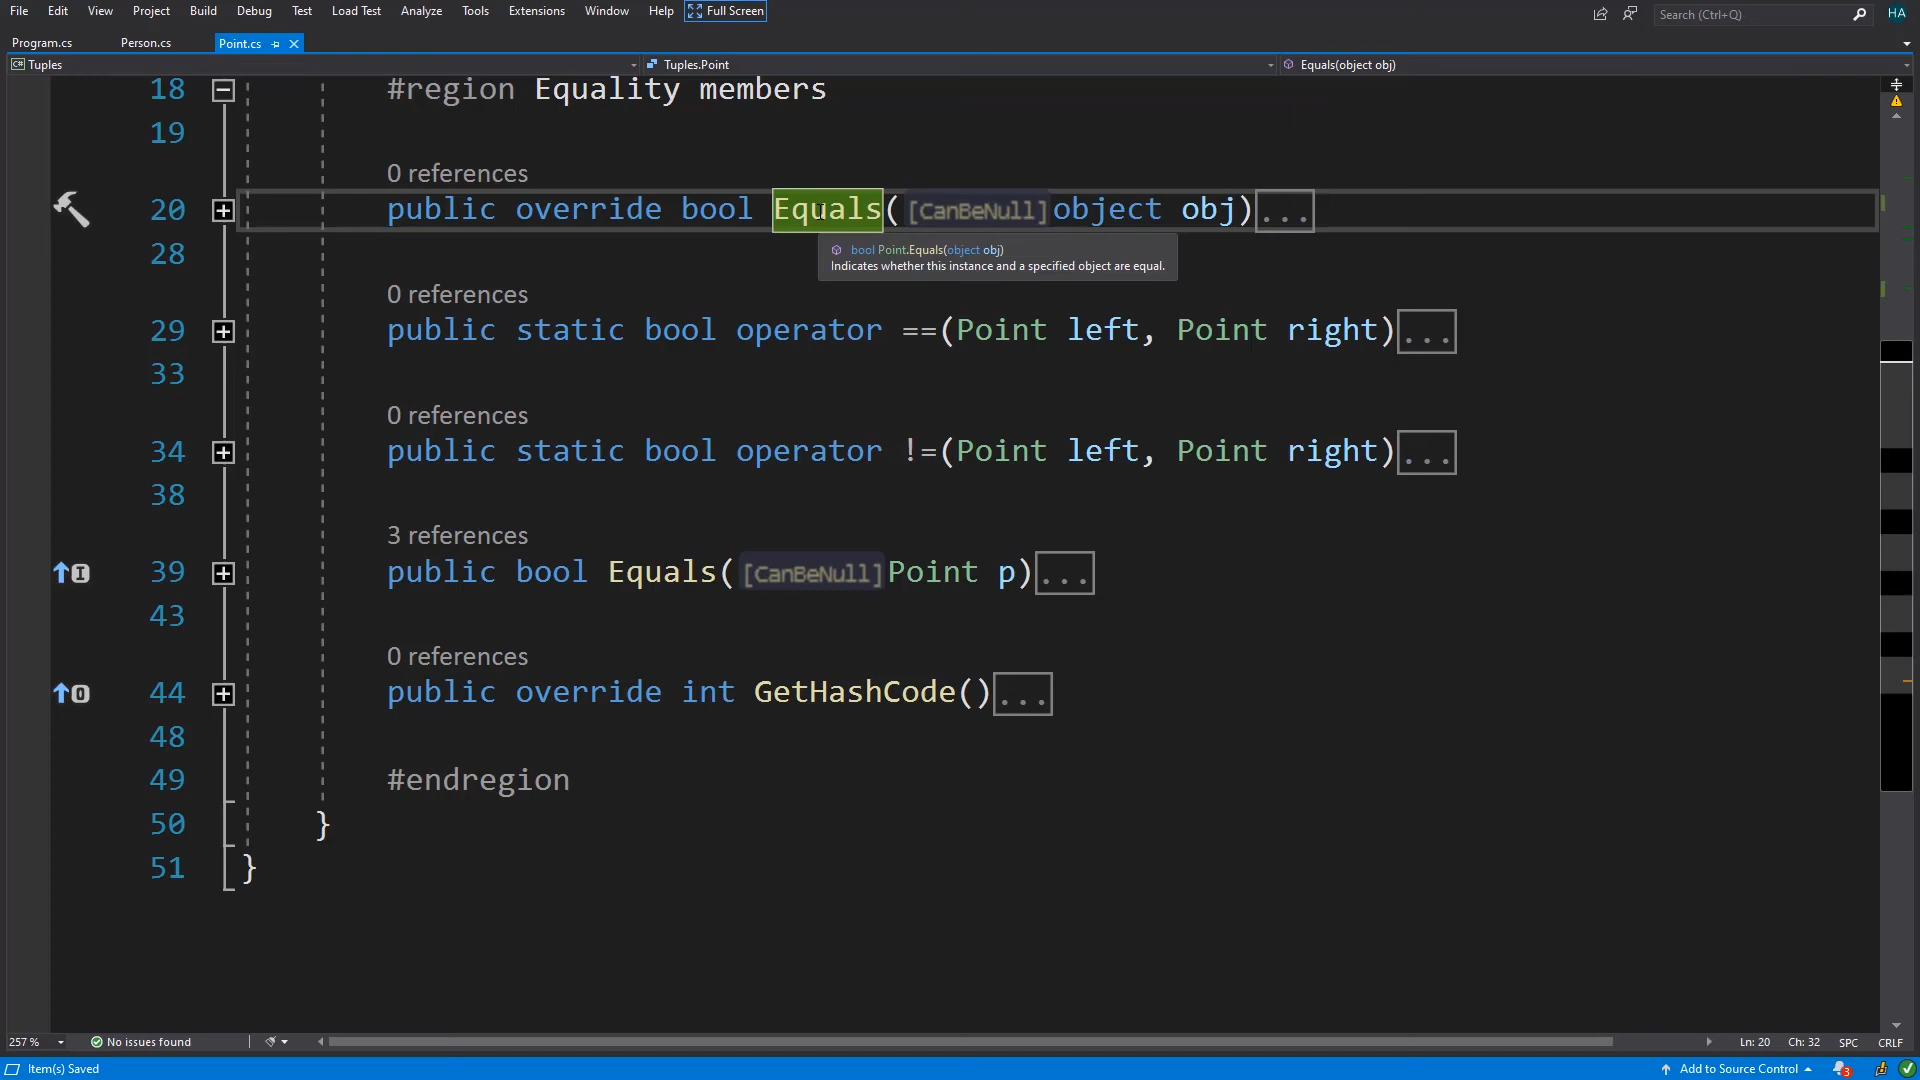 File Edit View Project Build Debug Test Load Test Analyze Tools Extensions Window Help Full Screen Search (Ctrl+Q) HA
Program.cs Person.cs Point.cs
C# Tuples Tuples.Point Equals(object obj)
18 #region Equality members
19
0 references
20 public override bool Equals([CanBeNull]object obj)...
bool Point.Equals(object obj)
28
Indicates whether this instance and a specified object are equal.
0 references
29 public static bool operator ==(Point left, Point right)...
33
0 references
34 public static bool operator !=(Point left, Point right)...
38
3 references
39 public bool Equals([CanBeNull]Point p)...
43
0 references
44 public override int GetHashCode()...
48
49 #endregion
50 }
51 }
257 % No issues found Ln: 20 Ch: 32 SPC CRLF
Item(s) Saved Add to Source Control 3